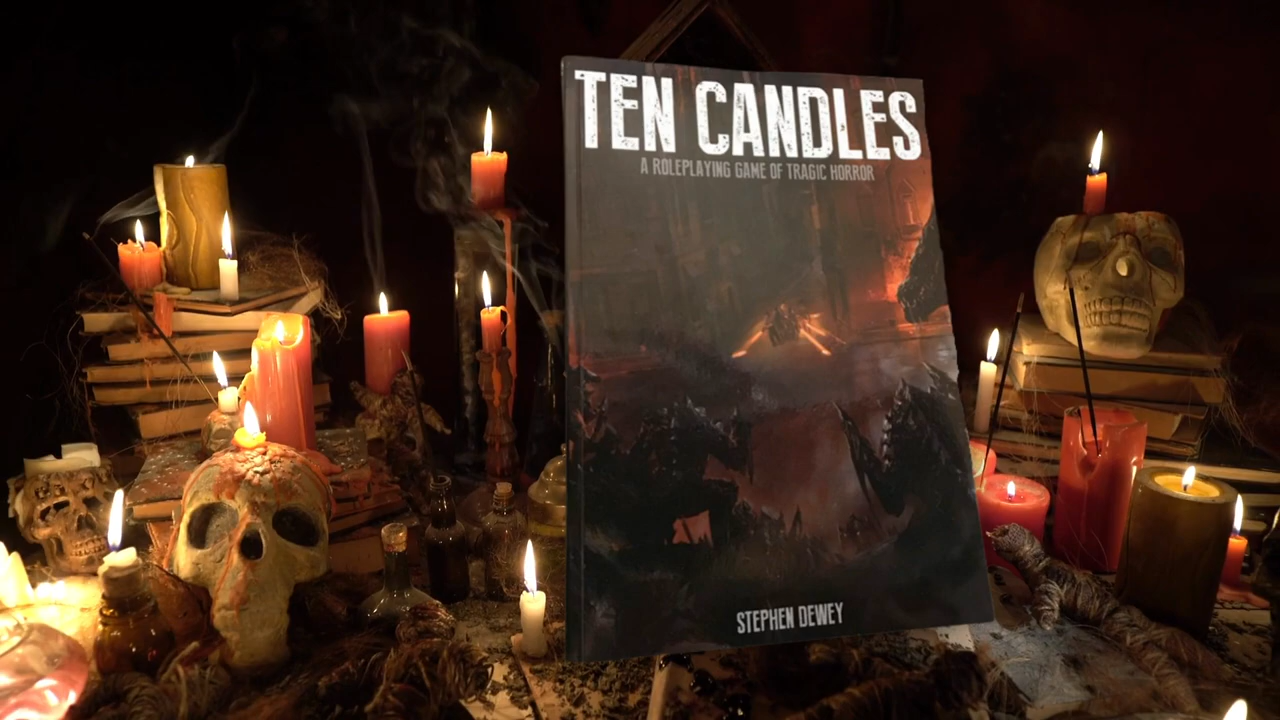 TEN CANDLES
A ROLEPLAYING GAME OF TRAGIC HORROR
STEPHEN DEWEY